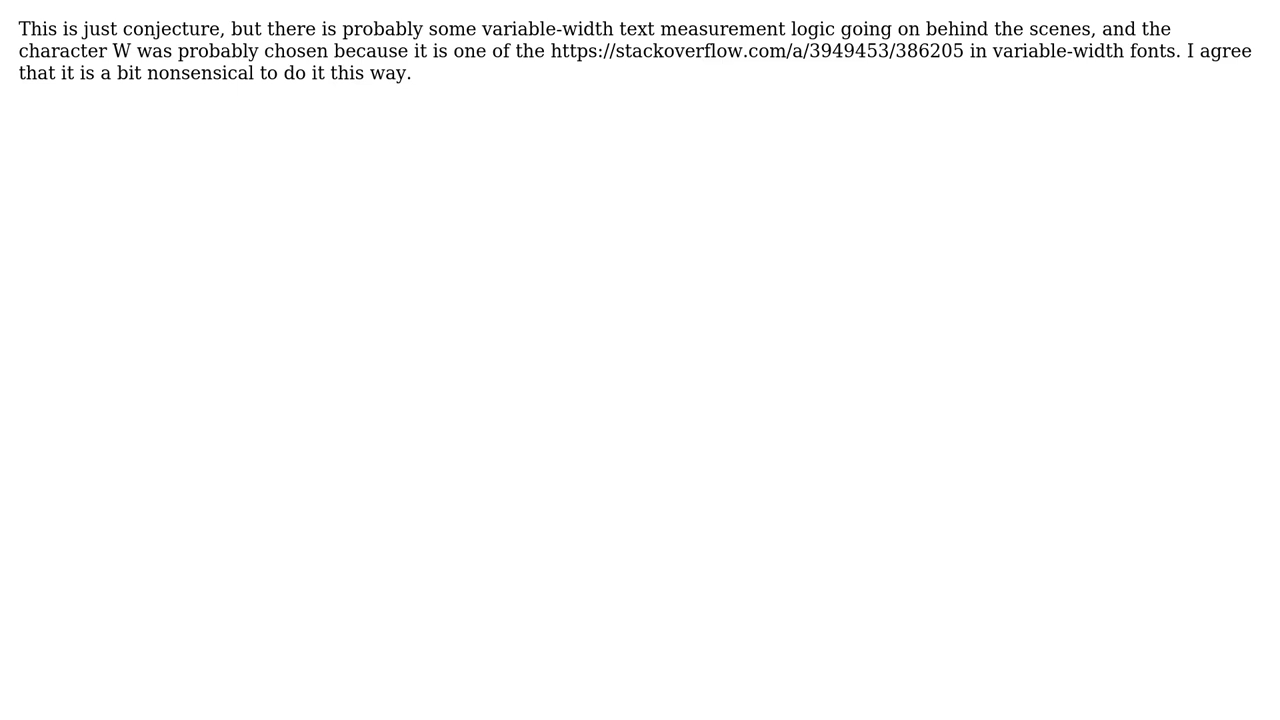 This is just conjecture, but there is probably some variable-width text measurement logic going on behind the scenes, and the
character W was probably chosen because it is one of the https://stackoverflow.com/a/3949453/386205 in variable-width fonts. I agree
that it is a bit nonsensical to do it this way.